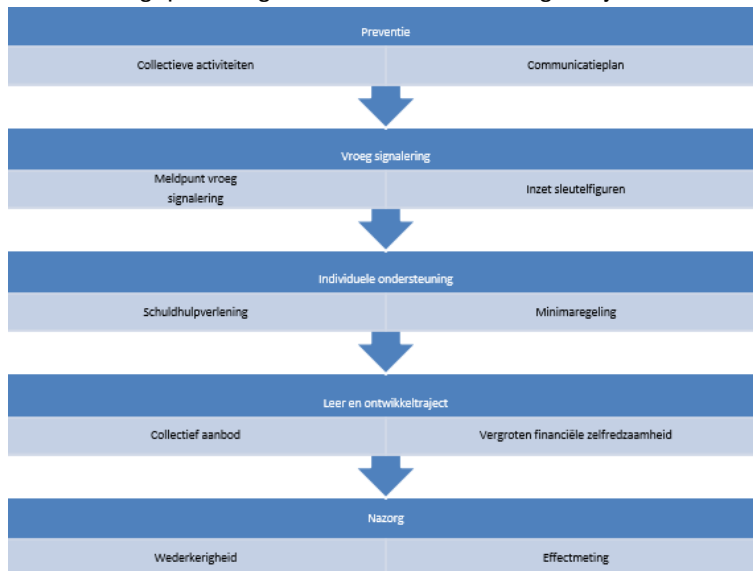 Preventie
Collectieve activiteiten
Communicatieplan
Vroeg signalering
Meldpunt vroeg
signalering
Inzet sleutelfiguren
Individuele ondersteuning
Schuldhulpverlening
Minimaregeling
Leer en ontwikkeltraject
Collectief aanbod
Vergroten financiële zelfredzaamheid
Nazorg
Wederkerigheid
Effectmeting